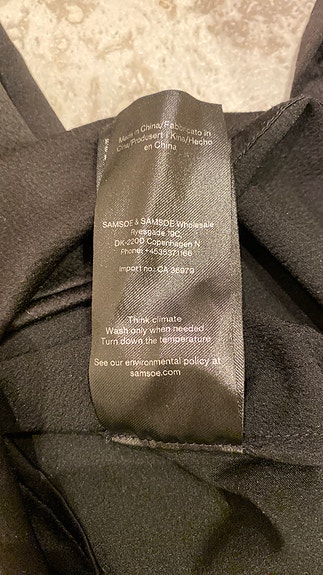 Made in China/Fabbricato in
Cina/Produsert i Kina/Hecho
en China
SAMSOE & SAMSOE Wholesale
Ryesgade 19C,
DK-2200 Copenhagen N
Phone: +4535371166
Import no.: CA 36979
Think climate
Wash only when needed
Turn down the temperature
See our environmental policy at
samsoe.com